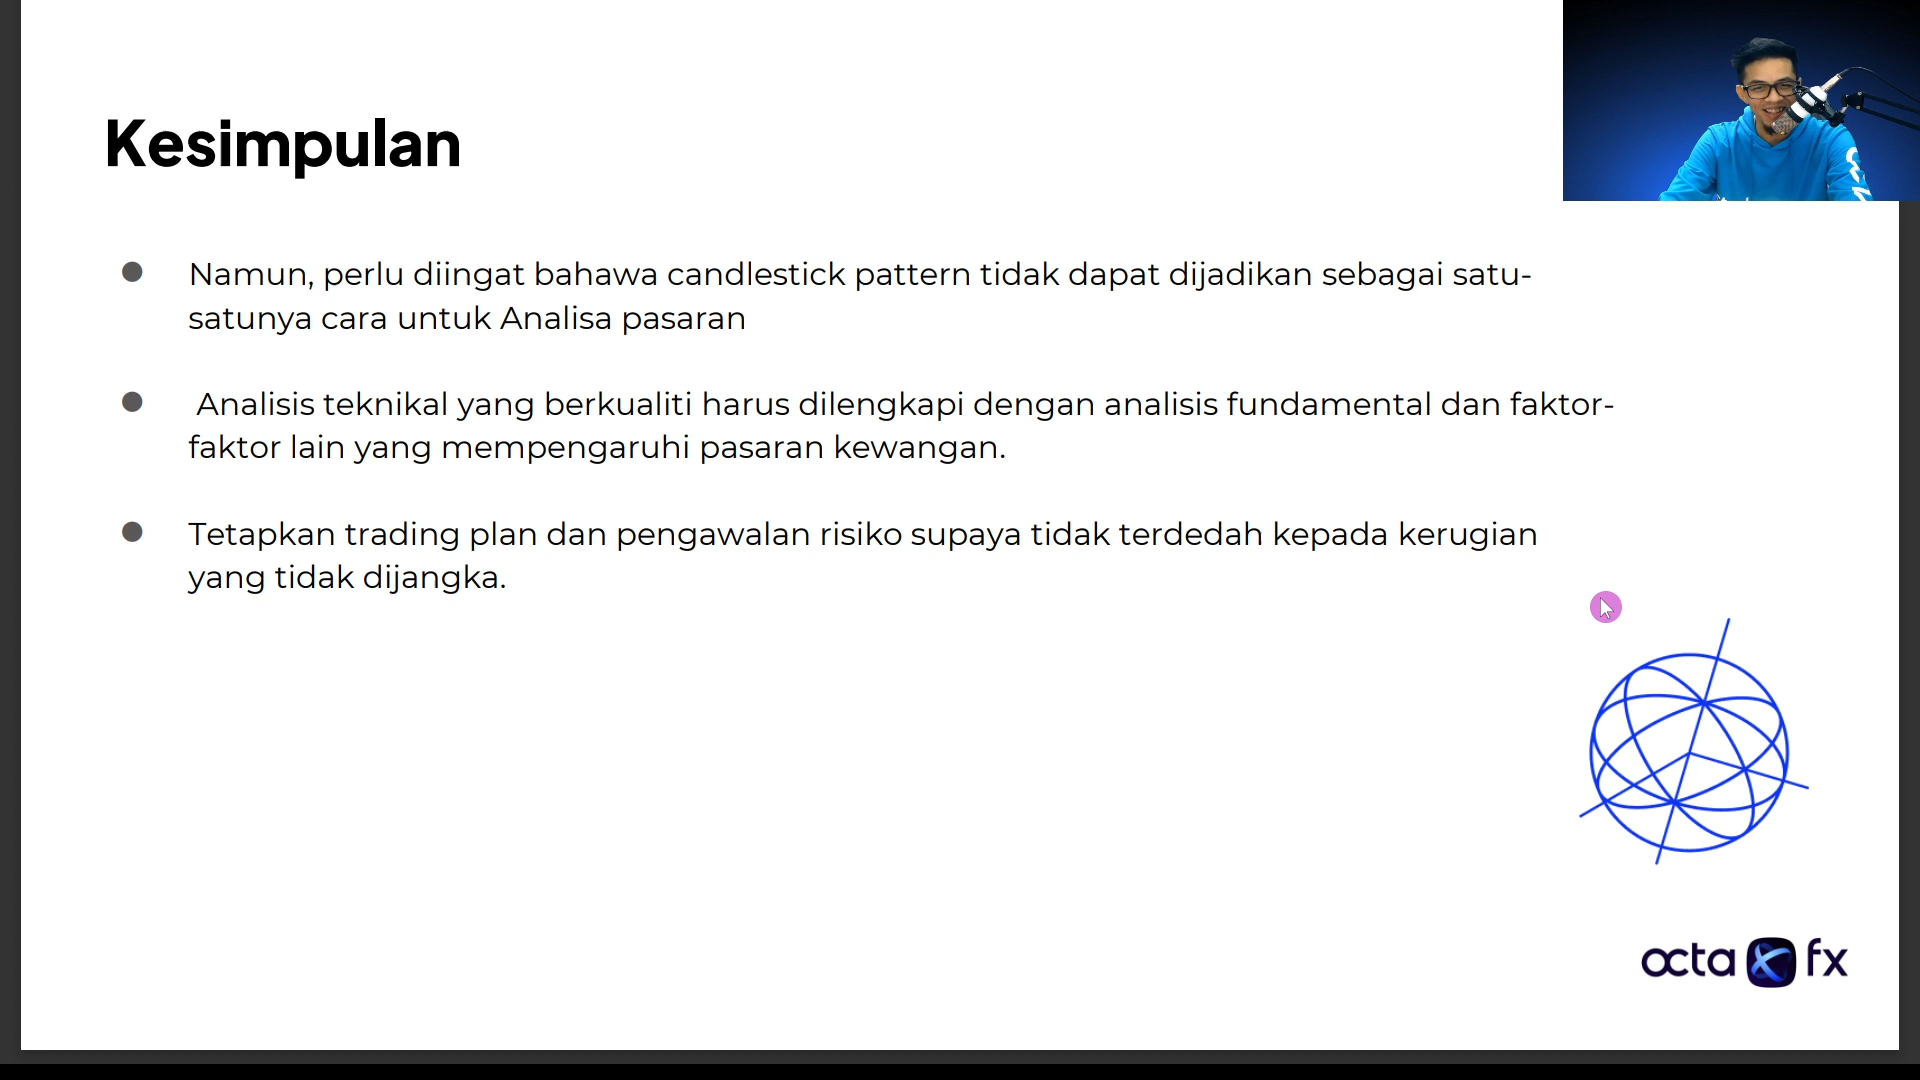 Kesimpulan
Namun, perlu diingat bahawa candlestick pattern tidak dapat dijadikan sebagai satu-
satunya cara untuk Analisa pasaran
Analisis teknikal yang berkualiti harus dilengkapi dengan analisis fundamental dan faktor-
faktor lain yang mempengaruhi pasaran kewangan.
Tetapkan trading plan dan pengawalan risiko supaya tidak terdedah kepada kerugian
yang tidak dijangka.
octa fx